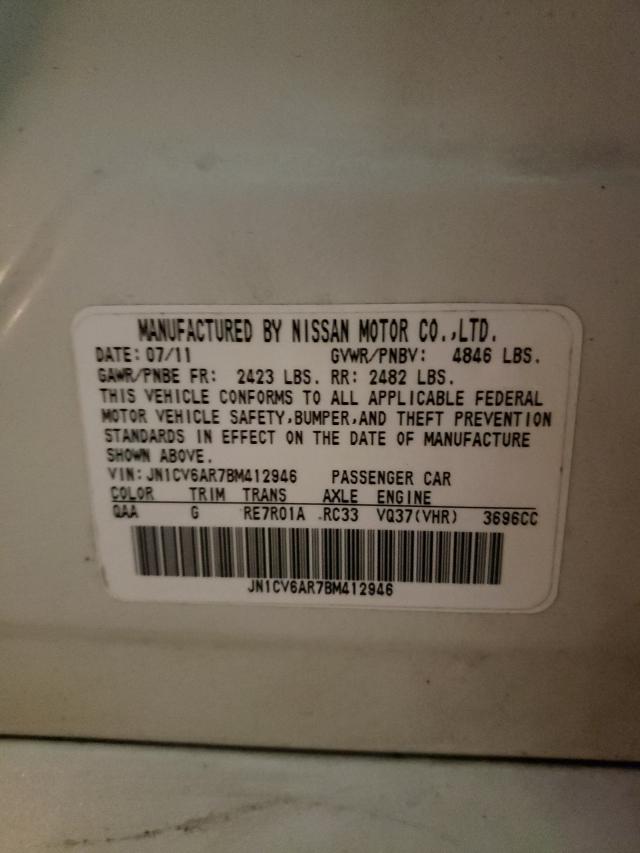 MANUFACTURED BY NISSAN MOTOR CO.,LTD.
DATE: 07/11 GVWR/PNBV: 4846 LBS.
GAWR/PNBE FR: 2423 LBS. RR: 2482 LBS.
THIS VEHICLE CONFORMS TO ALL APPLICABLE FEDERAL
MOTOR VEHICLE SAFETY,BUMPER,AND THEFT PREVENTION
STANDARDS IN EFFECT ON THE DATE OF MANUFACTURE
SHOWN ABOVE.
VIN: JN1CV6AR7BM412946 PASSENGER CAR
COLOR TRIM TRANS AXLE ENGINE
QAA G RE7R01A RC33 VQ37(VHR) 3696CC
JN1CV6AR7BM412946